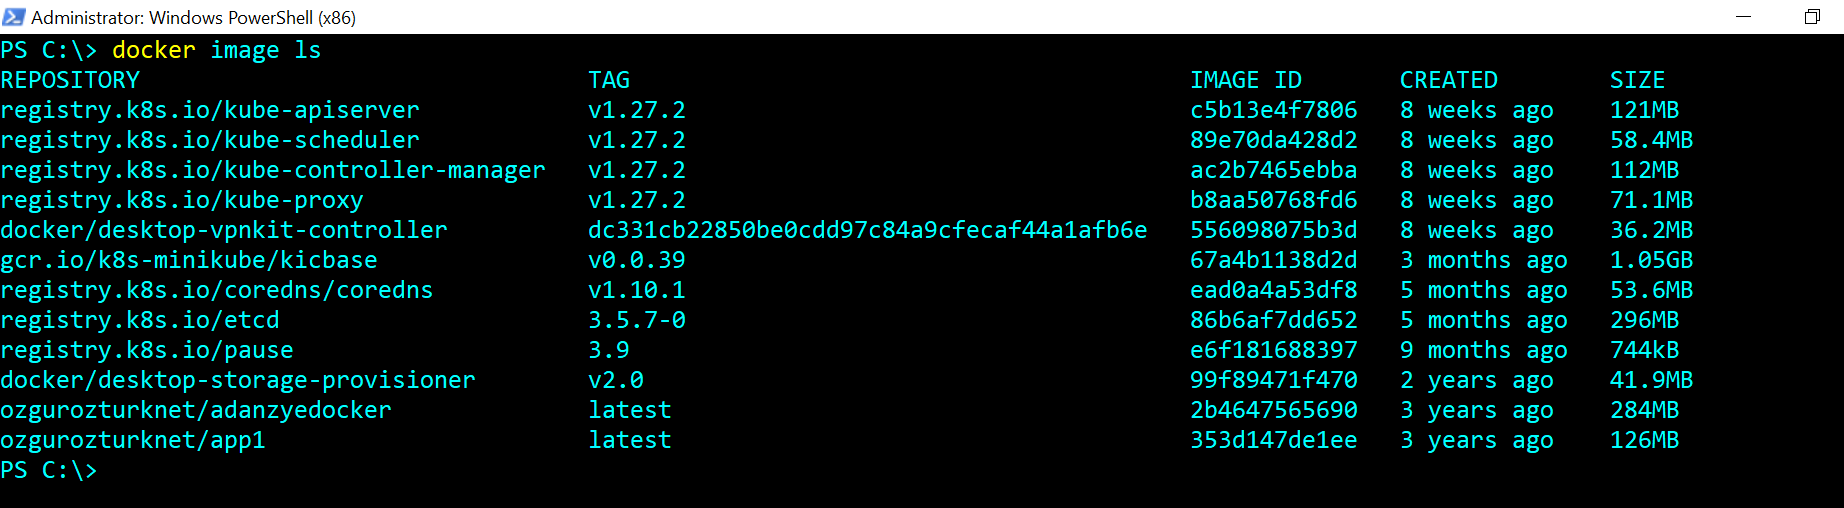 Administrator: Windows PowerShell (x86)
PS C:\> docker image ls
REPOSITORY TAG IMAGE ID CREATED SIZE
registry.k8s.io/kube-apiserver v1.27.2 c5b13e4f7806 8 weeks ago 121MB
registry.k8s.io/kube-scheduler v1.27.2 89e70da428d2 8 weeks ago 58.4MB
registry.k8s.io/kube-controller-manager v1.27.2 ac2b7465ebba 8 weeks ago 112MB
registry.k8s.io/kube-proxy v1.27.2 b8aa50768fd6 8 weeks ago 71.1MB
docker/desktop-vpnkit-controller dc331cb22850be0cdd97c84a9cfecaf44a1afb6e 556098075b3d 8 weeks ago 36.2MB
gcr.io/k8s-minikube/kicbase v0.0.39 67a4b1138d2d 3 months ago 1.05GB
registry.k8s.io/coredns/coredns v1.10.1 ead0a4a53df8 5 months ago 53.6MB
registry.k8s.io/etcd 3.5.7-0 86b6af7dd652 5 months ago 296MB
registry.k8s.io/pause 3.9 e6f181688397 9 months ago 744kB
docker/desktop-storage-provisioner v2.0 99f89471f470 2 years ago 41.9MB
ozgurozturknet/adanzyedocker latest 2b4647565690 3 years ago 284MB
ozgurozturknet/app1 latest 353d147de1ee 3 years ago 126MB
PS C:\>